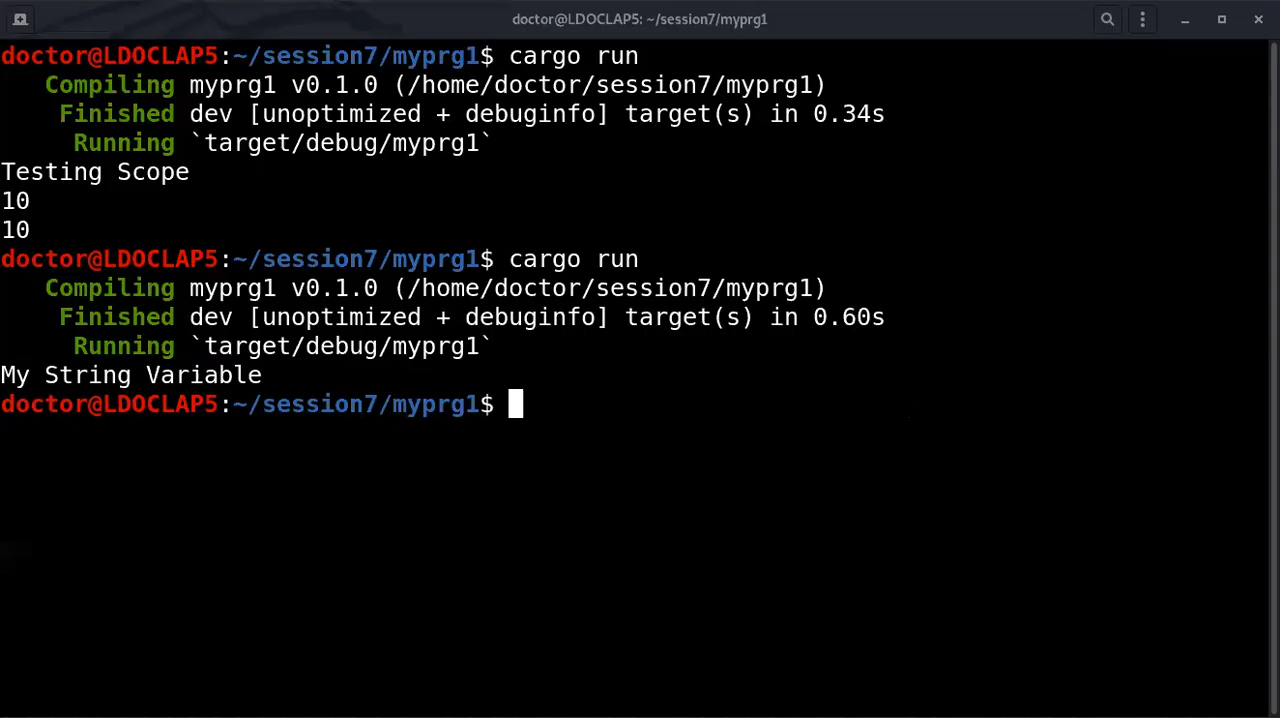 doctor@LDOCLAP5: ~/session7/myprg1
doctor@LDOCLAP5:~/session7/myprg1$ cargo run
   Compiling myprg1 v0.1.0 (/home/doctor/session7/myprg1)
    Finished dev [unoptimized + debuginfo] target(s) in 0.34s
     Running `target/debug/myprg1`
Testing Scope
10
10
doctor@LDOCLAP5:~/session7/myprg1$ cargo run
   Compiling myprg1 v0.1.0 (/home/doctor/session7/myprg1)
    Finished dev [unoptimized + debuginfo] target(s) in 0.60s
     Running `target/debug/myprg1`
My String Variable
doctor@LDOCLAP5:~/session7/myprg1$